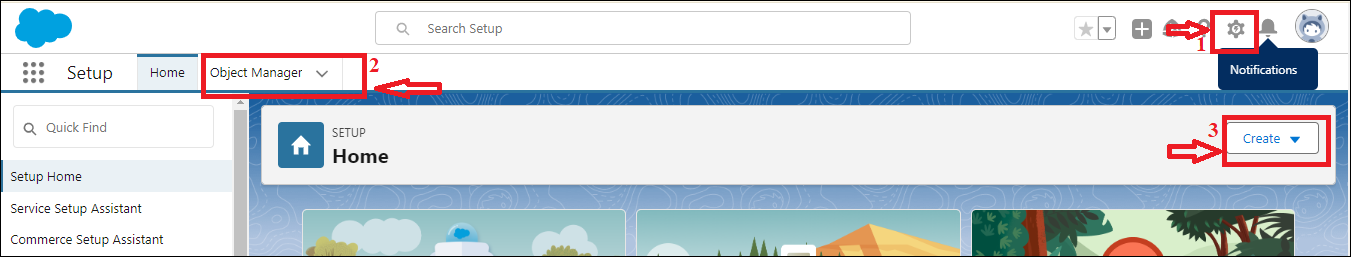 Search Setup
1
Notifications
Setup
Home
Object Manager
2
Quick Find
SETUP
Home
3
Create
Setup Home
Service Setup Assistant
Commerce Setup Assistant